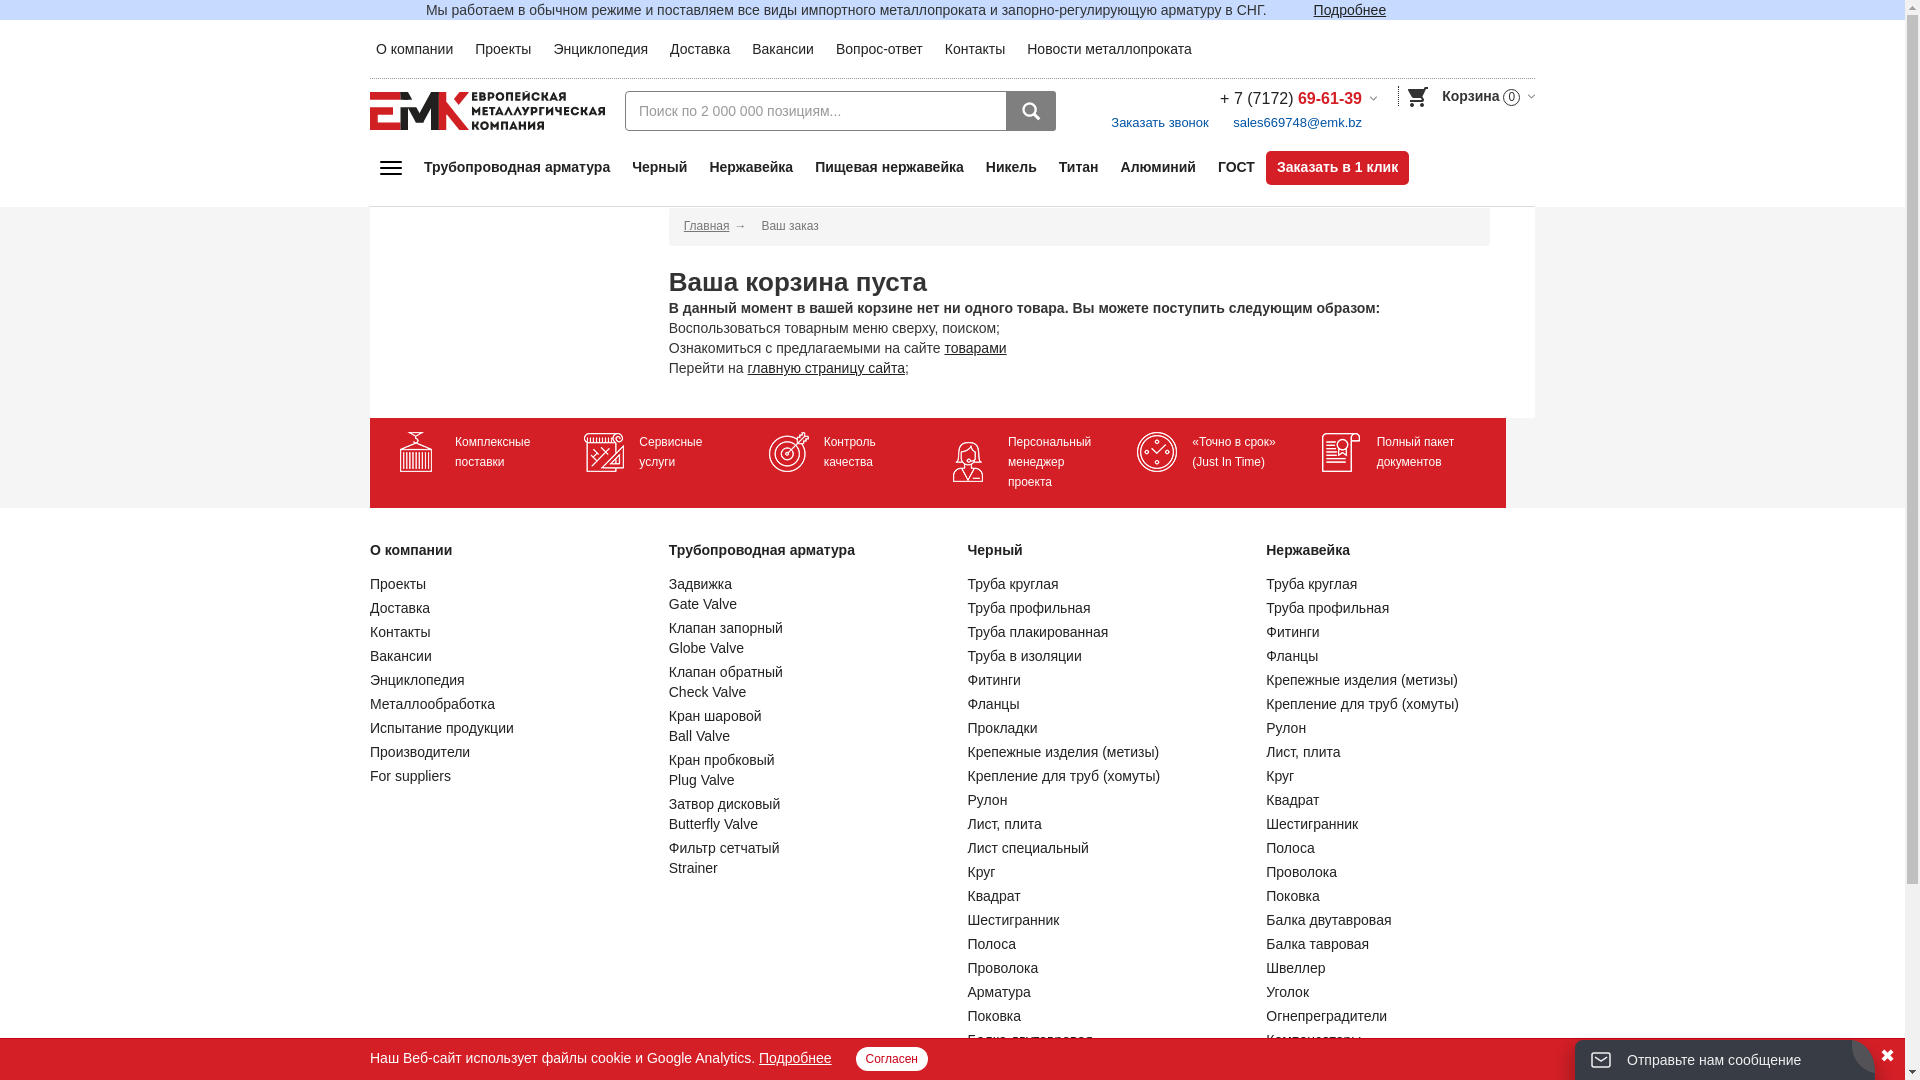 Мы работаем в обычном режиме и поставляем все виды импортного металлопроката и запорно-регулирующую арматуру в СНГ. Подробнее
О компании Проекты Энциклопедия Доставка Вакансии Вопрос-ответ Контакты Новости металлопроката
ЕМК ЕВРОПЕЙСКАЯ
МЕТАЛЛУРГИЧЕСКАЯ
КОМПАНИЯ
Поиск по 2 000 000 позициям...
+ 7 (7172) 69-61-39
Заказать звонок sales669748@emk.bz
Корзина 0
Трубопроводная арматура Черный Нержавейка Пищевая нержавейка Никель Титан Алюминий ГОСТ Заказать в 1 клик
Главная → Ваш заказ
Ваша корзина пуста
В данный момент в вашей корзине нет ни одного товара. Вы можете поступить следующим образом:
Воспользоваться товарным меню сверху, поиском;
Ознакомиться с предлагаемыми на сайте товарами
Перейти на главную страницу сайта;
Комплексные
поставки
Сервисные
услуги
Контроль
качества
Персональный
менеджер
проекта
«Точно в срок»
(Just In Time)
Полный пакет
документов
О компании
Проекты
Доставка
Контакты
Вакансии
Энциклопедия
Металлообработка
Испытание продукции
Производители
For suppliers
Трубопроводная арматура
Задвижка
Gate Valve
Клапан запорный
Globe Valve
Клапан обратный
Check Valve
Кран шаровой
Ball Valve
Кран пробковый
Plug Valve
Затвор дисковый
Butterfly Valve
Фильтр сетчатый
Strainer
Черный
Труба круглая
Труба профильная
Труба плакированная
Труба в изоляции
Фитинги
Фланцы
Прокладки
Крепежные изделия (метизы)
Крепление для труб (хомуты)
Рулон
Лист, плита
Лист специальный
Круг
Квадрат
Шестигранник
Полоса
Проволока
Арматура
Поковка
Нержавейка
Труба круглая
Труба профильная
Фитинги
Фланцы
Крепежные изделия (метизы)
Крепление для труб (хомуты)
Рулон
Лист, плита
Круг
Квадрат
Шестигранник
Полоса
Проволока
Поковка
Балка двутавровая
Балка тавровая
Швеллер
Уголок
Огнепреградители
Наш Веб-сайт использует файлы cookie и Google Analytics. Подробнее Согласен
Отправьте нам сообщение